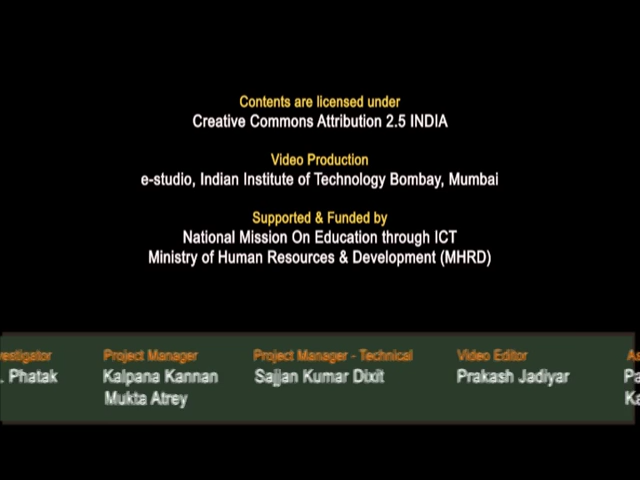 Contents are licensed under
Creative Commons Attribution 2.5 INDIA
Video Production
e-studio, Indian Institute of Technology Bombay, Mumbai
Supported & Funded by
National Mission On Education through ICT
Ministry of Human Resources & Development (MHRD)
Project Manager
Kalpana Kannan
Mukta Atrey
Project Manager - Technical
Sajjan Kumar Dixit
Video Editor
Prakash Jadiyar
. Phatak